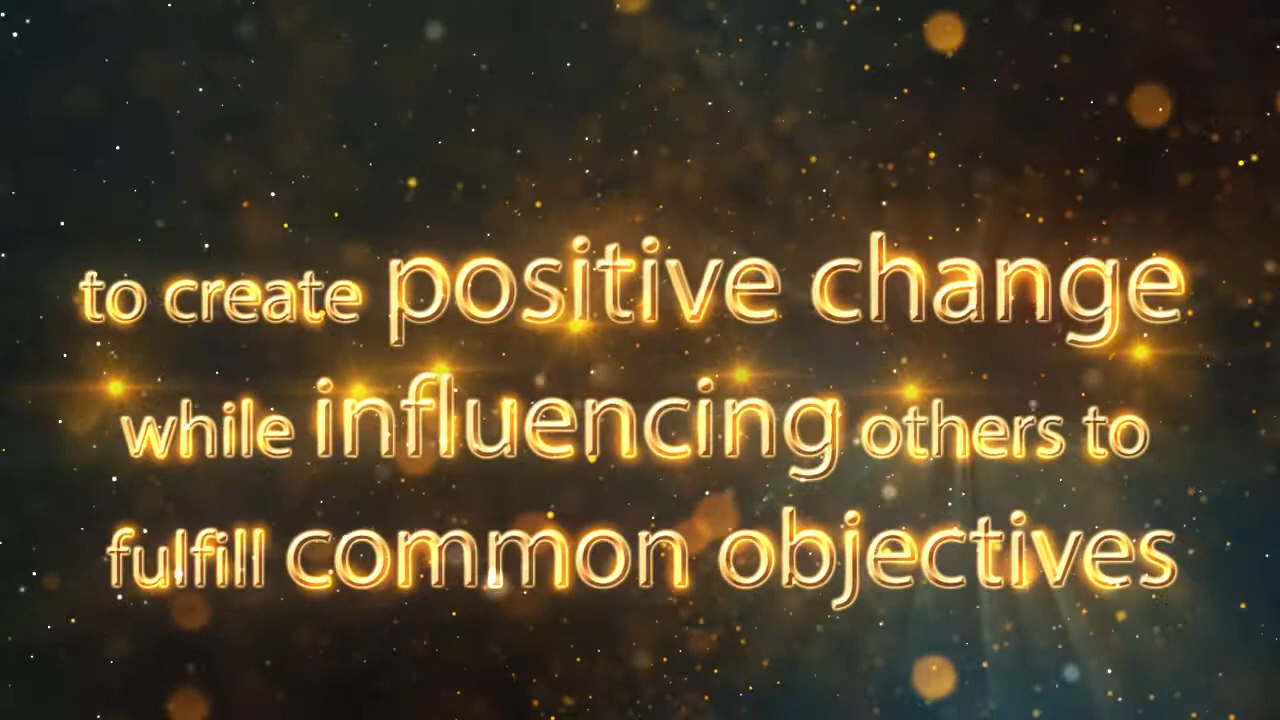 to create positive change
while influencing others to
fulfill common objectives